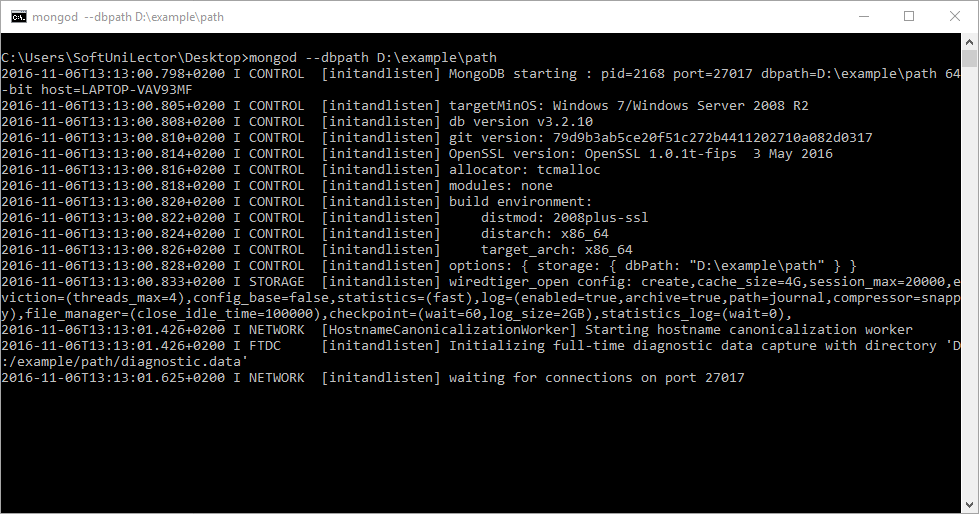 mongod  --dbpath D:\example\path
C:\Users\SoftUniLector\Desktop>mongod --dbpath D:\example\path
2016-11-06T13:13:00.798+0200 I CONTROL  [initandlisten] MongoDB starting : pid=2168 port=27017 dbpath=D:\example\path 64
-bit host=LAPTOP-VAV93MF
2016-11-06T13:13:00.805+0200 I CONTROL  [initandlisten] targetMinOS: Windows 7/Windows Server 2008 R2
2016-11-06T13:13:00.808+0200 I CONTROL  [initandlisten] db version v3.2.10
2016-11-06T13:13:00.810+0200 I CONTROL  [initandlisten] git version: 79d9b3ab5ce20f51c272b4411202710a082d0317
2016-11-06T13:13:00.814+0200 I CONTROL  [initandlisten] OpenSSL version: OpenSSL 1.0.1t-fips  3 May 2016
2016-11-06T13:13:00.816+0200 I CONTROL  [initandlisten] allocator: tcmalloc
2016-11-06T13:13:00.818+0200 I CONTROL  [initandlisten] modules: none
2016-11-06T13:13:00.820+0200 I CONTROL  [initandlisten] build environment:
2016-11-06T13:13:00.822+0200 I CONTROL  [initandlisten]     distmod: 2008plus-ssl
2016-11-06T13:13:00.824+0200 I CONTROL  [initandlisten]     distarch: x86_64
2016-11-06T13:13:00.826+0200 I CONTROL  [initandlisten]     target_arch: x86_64
2016-11-06T13:13:00.828+0200 I CONTROL  [initandlisten] options: { storage: { dbPath: "D:\example\path" } }
2016-11-06T13:13:00.833+0200 I STORAGE  [initandlisten] wiredtiger_open config: create,cache_size=4G,session_max=20000,e
viction=(threads_max=4),config_base=false,statistics=(fast),log=(enabled=true,archive=true,path=journal,compressor=snapp
y),file_manager=(close_idle_time=100000),checkpoint=(wait=60,log_size=2GB),statistics_log=(wait=0),
2016-11-06T13:13:01.426+0200 I NETWORK  [HostnameCanonicalizationWorker] Starting hostname canonicalization worker
2016-11-06T13:13:01.426+0200 I FTDC     [initandlisten] Initializing full-time diagnostic data capture with directory 'D
:/example/path/diagnostic.data'
2016-11-06T13:13:01.625+0200 I NETWORK  [initandlisten] waiting for connections on port 27017